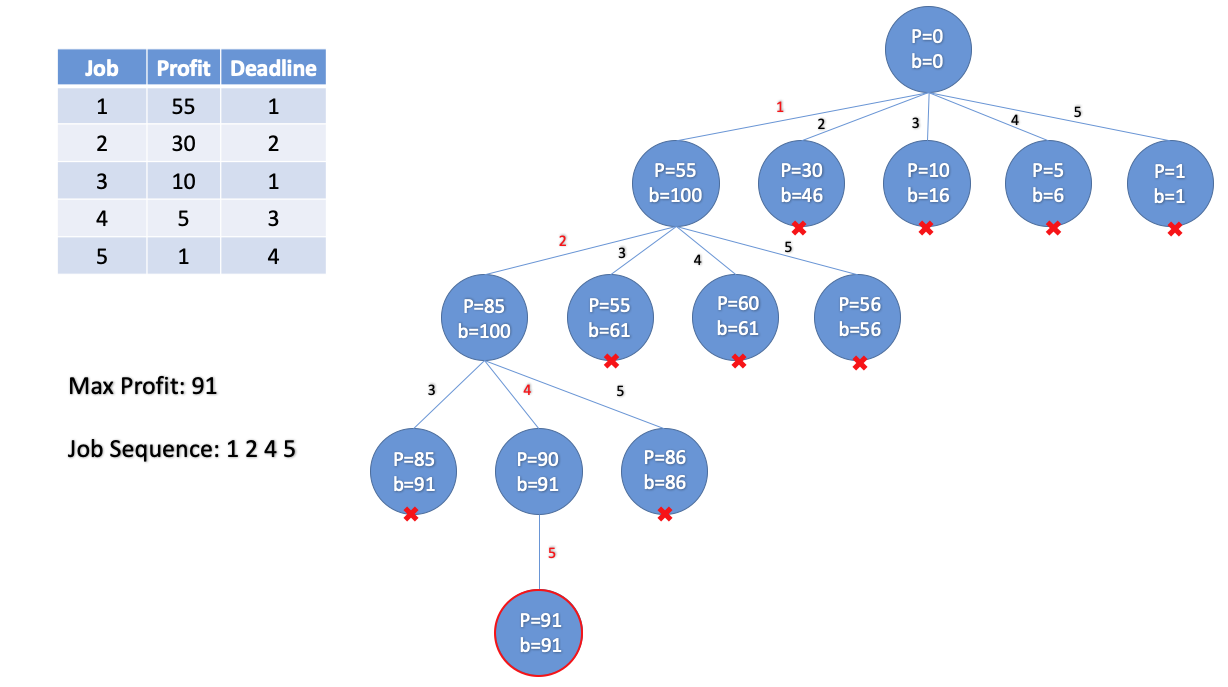 Job Profit Deadline
1 55 1
2 30 2
3 10 1
4 5 3
5 1 4
Max Profit: 91
Job Sequence: 1 2 4 5
P=0
b=0
1
2
3
4
5
P=55
b=100
P=30
b=46
P=10
b=16
P=5
b=6
P=1
b=1
2
3
4
5
P=85
b=100
P=55
b=61
P=60
b=61
P=56
b=56
3
4
5
P=85
b=91
P=90
b=91
P=86
b=86
5
P=91
b=91